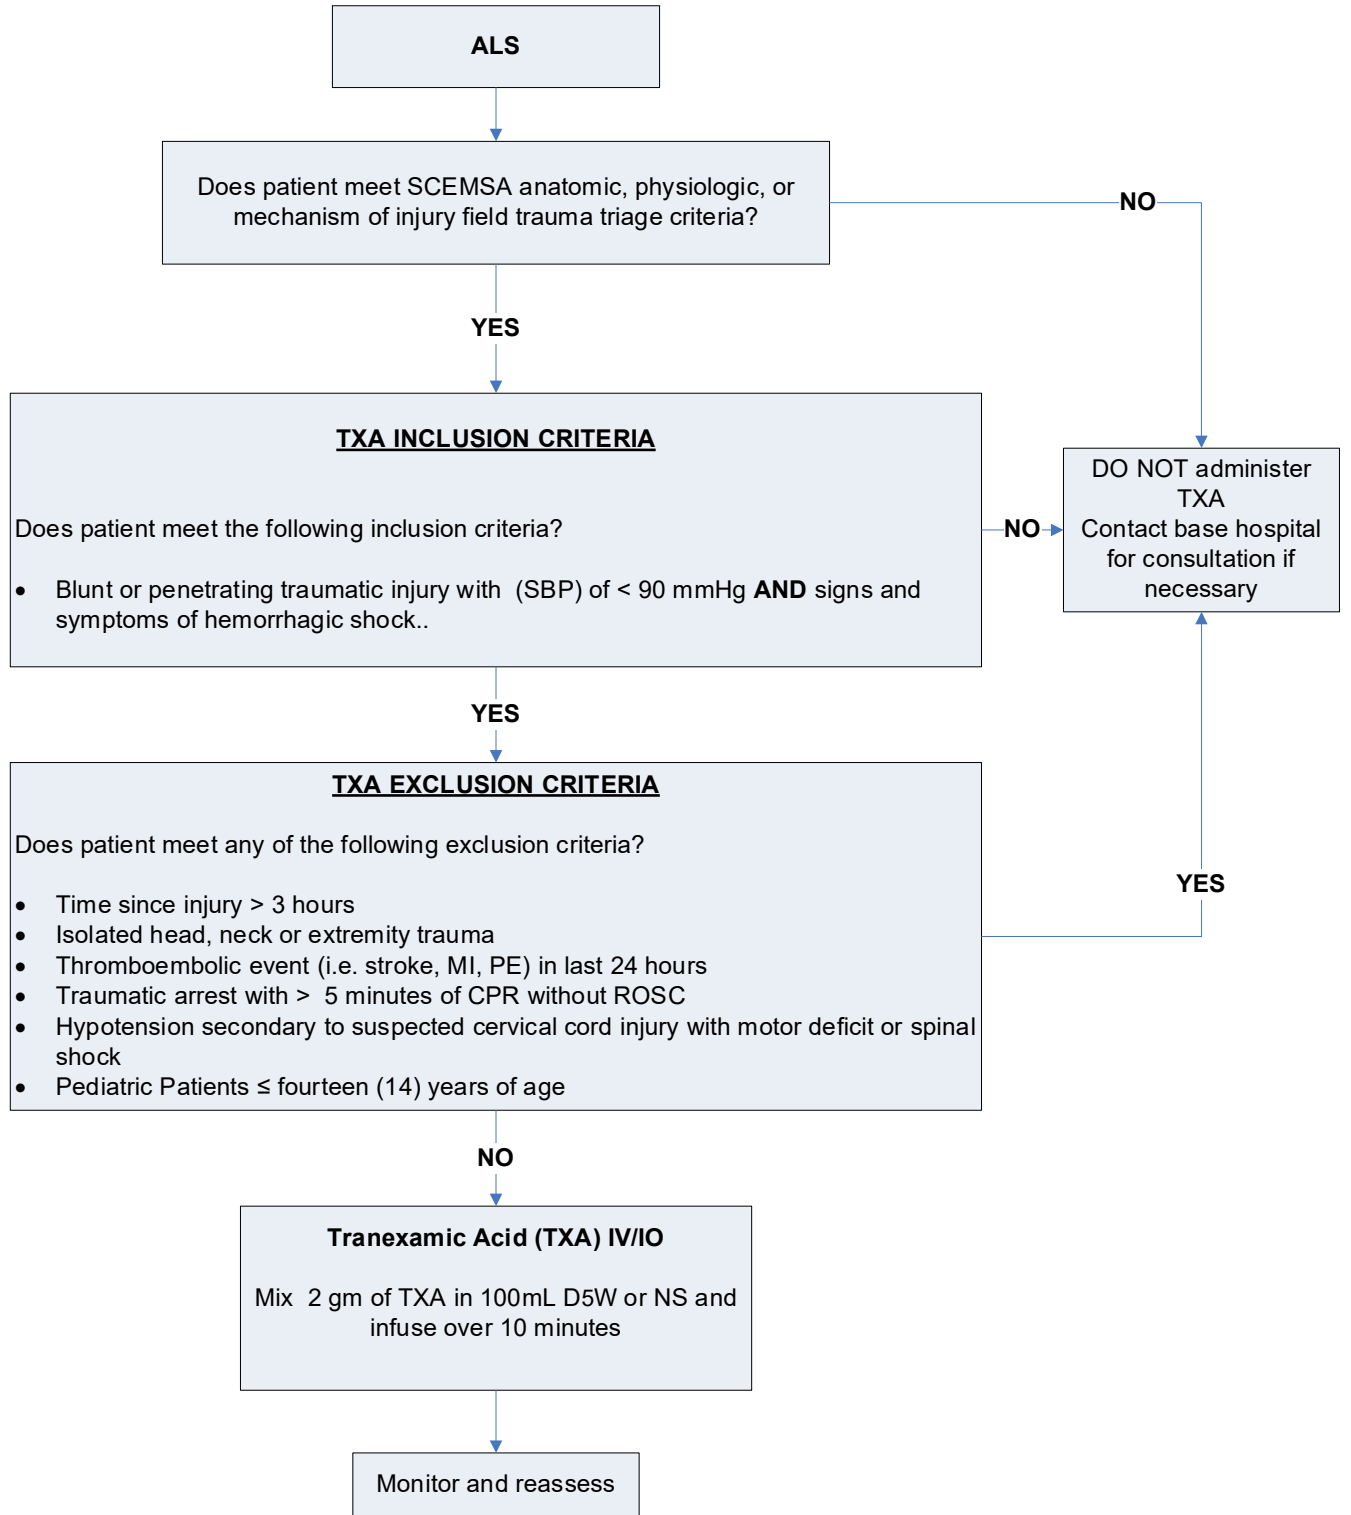 ALS
Does patient meet SCEMSA anatomic, physiologic, or
mechanism of injury field trauma triage criteria?
NO
YES
TXA INCLUSION CRITERIA
Does patient meet the following inclusion criteria?
• Blunt or penetrating traumatic injury with  (SBP) of < 90 mmHg AND signs and
symptoms of hemorrhagic shock..
NO
DO NOT administer
TXA
Contact base hospital
for consultation if
necessary
YES
TXA EXCLUSION CRITERIA
Does patient meet any of the following exclusion criteria?
• Time since injury > 3 hours
• Isolated head, neck or extremity trauma
• Thromboembolic event (i.e. stroke, MI, PE) in last 24 hours
• Traumatic arrest with >  5 minutes of CPR without ROSC
• Hypotension secondary to suspected cervical cord injury with motor deficit or spinal
shock
• Pediatric Patients ≤ fourteen (14) years of age
YES
NO
Tranexamic Acid (TXA) IV/IO
Mix  2 gm of TXA in 100mL D5W or NS and
infuse over 10 minutes
Monitor and reassess